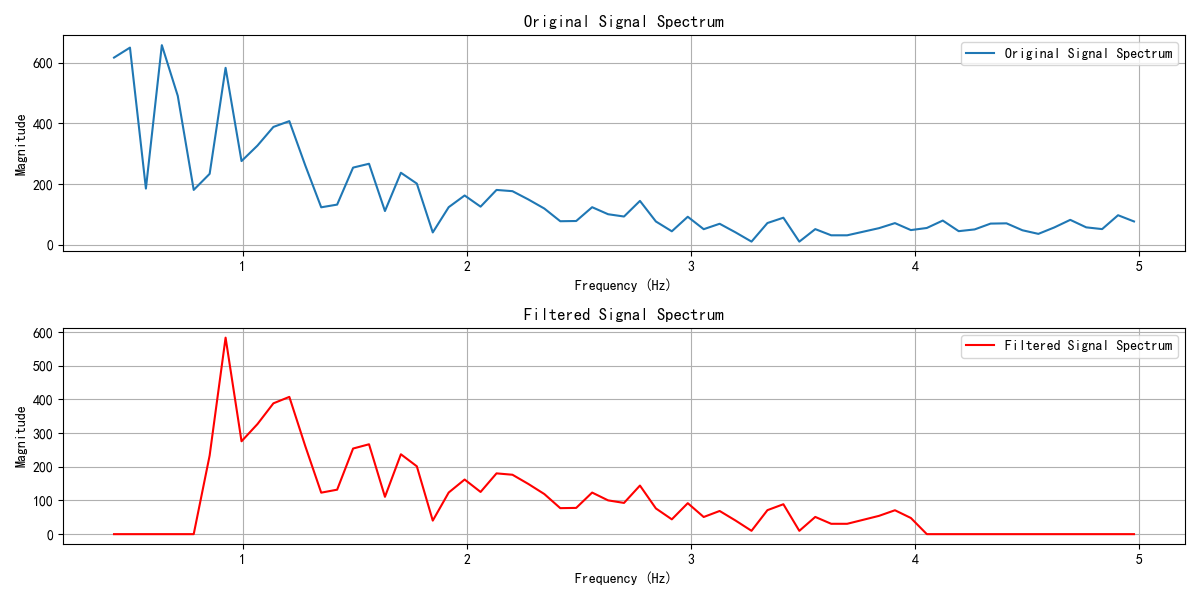 Original Signal Spectrum
Original Signal Spectrum
Magnitude
600
400
200
0
1 2 3 4 5
Frequency (Hz)
Filtered Signal Spectrum
Filtered Signal Spectrum
Magnitude
600
500
400
300
200
100
0
1 2 3 4 5
Frequency (Hz)